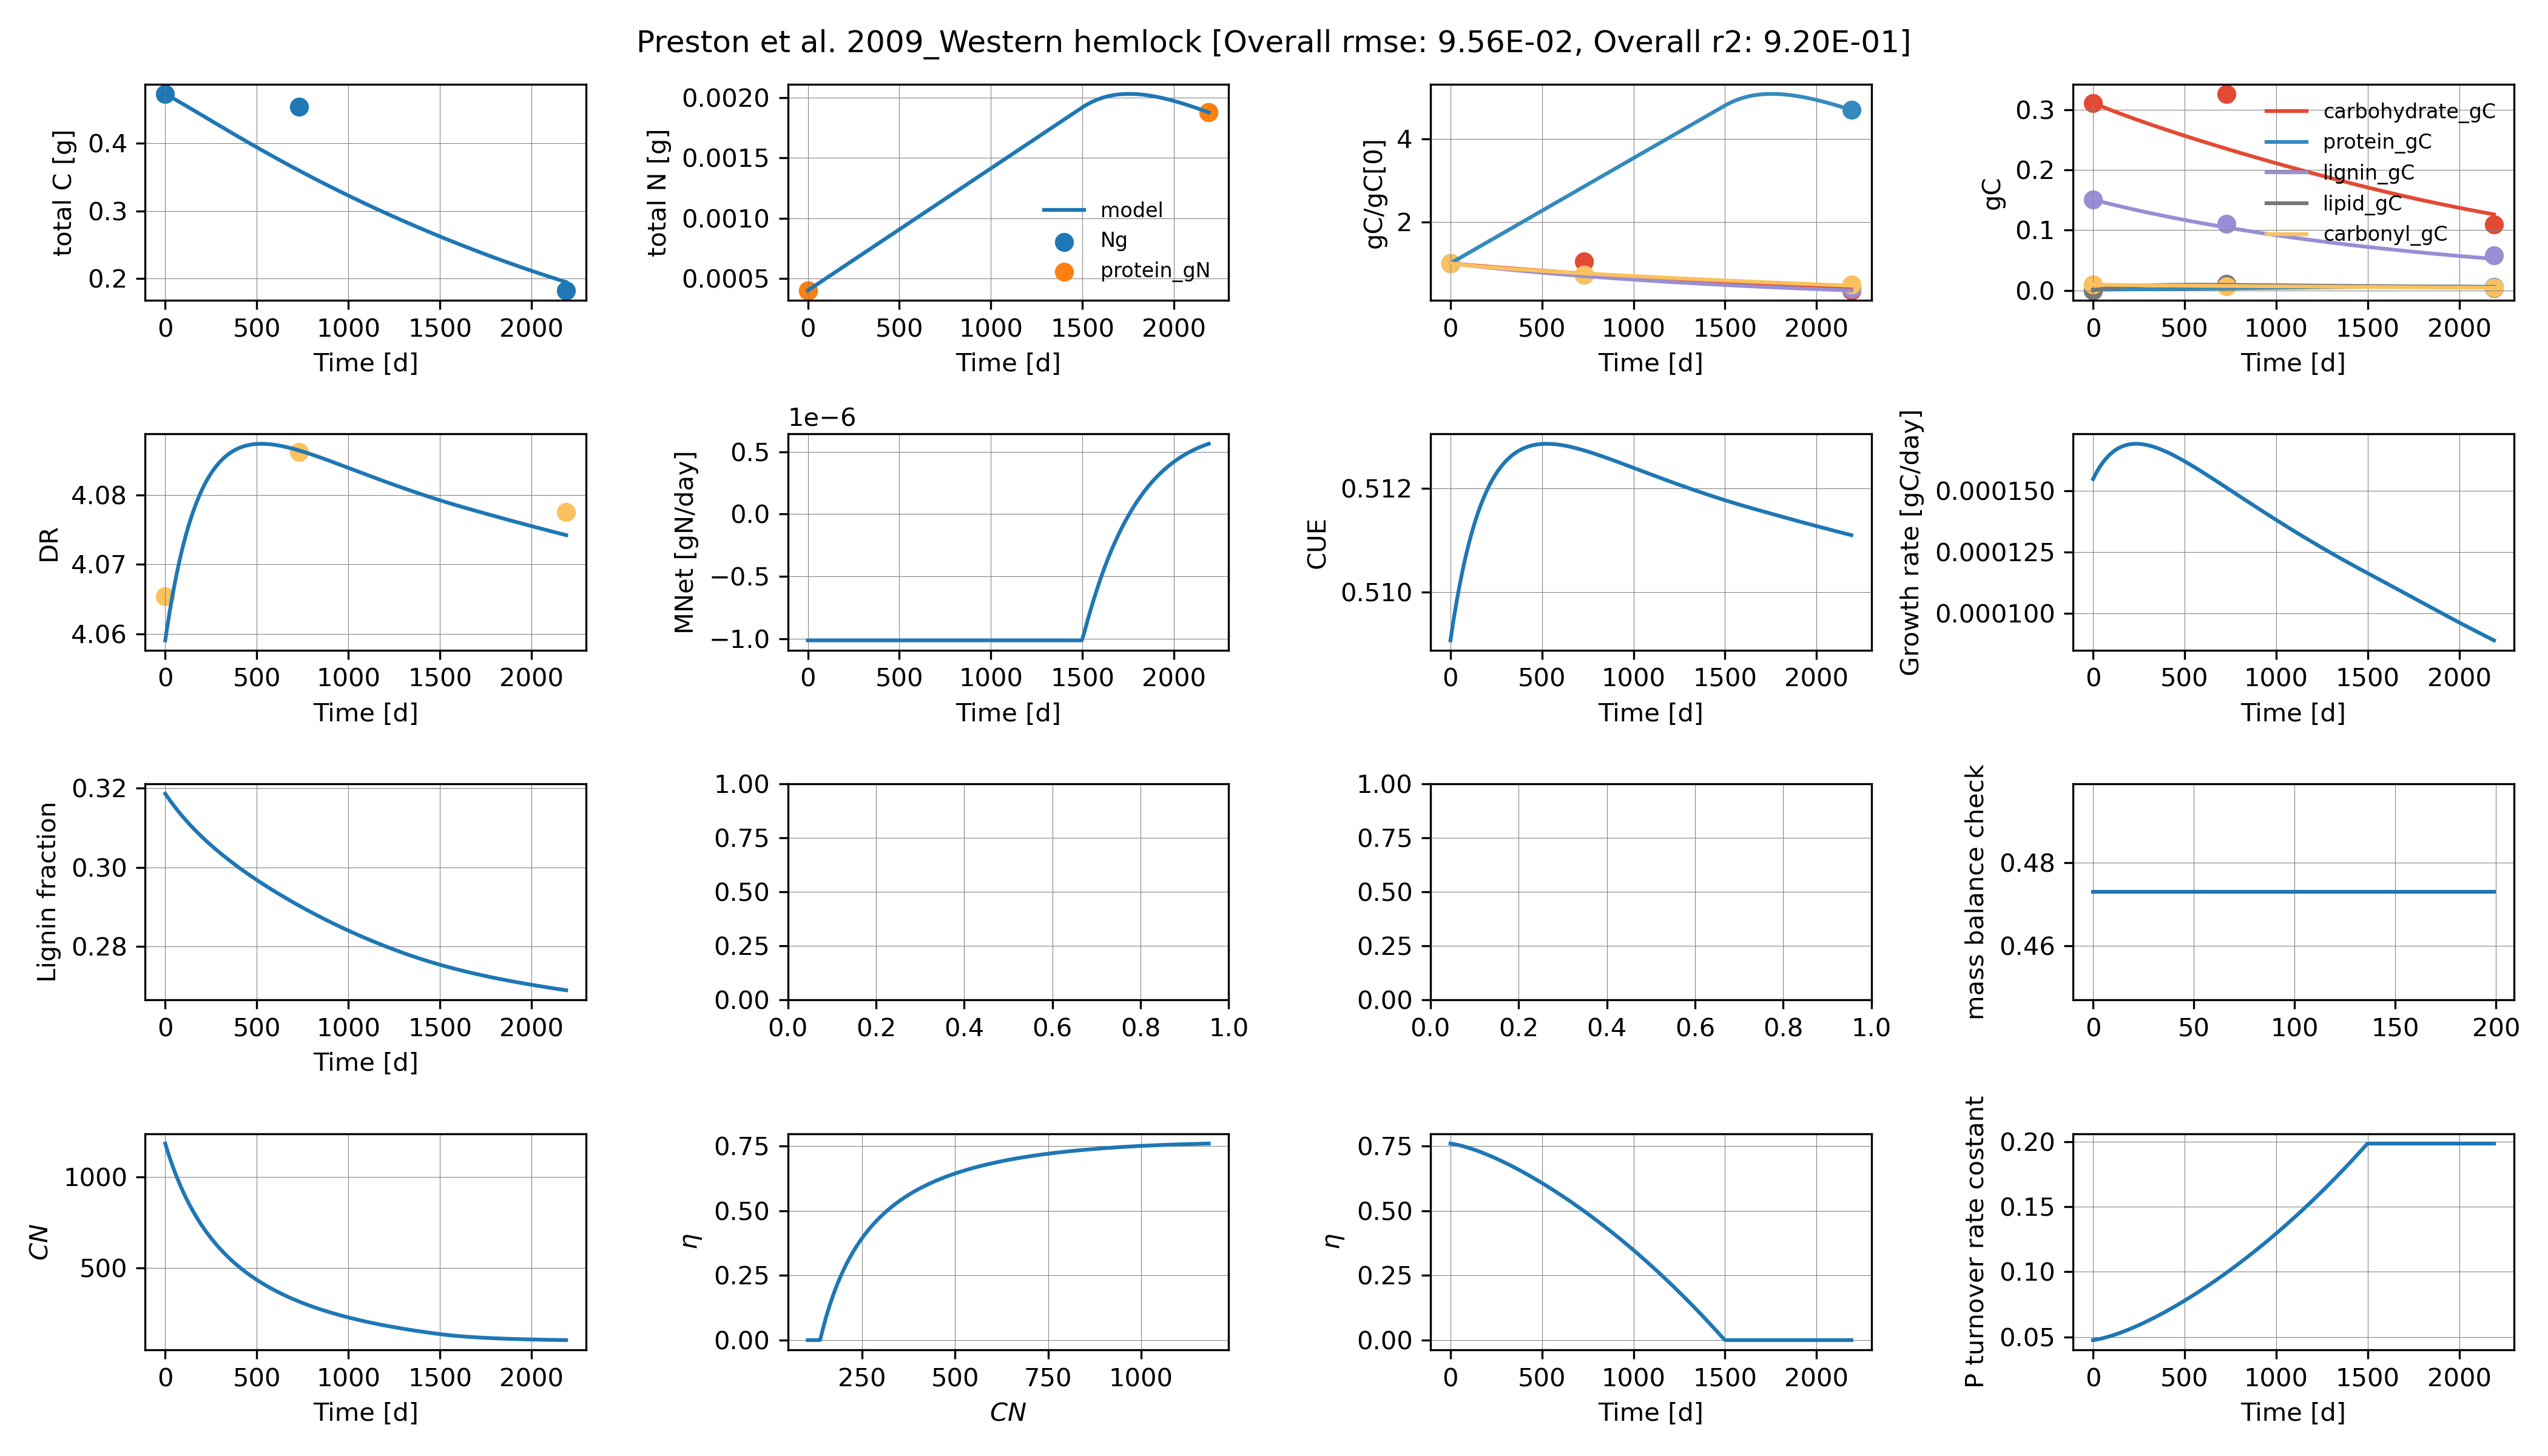 Preston et al. 2009_Western hemlock [Overall rmse: 9.56E-02, Overall r2: 9.20E-01]
total C [g]
0.4
0.3
0.2
0 500 1000 1500 2000
Time [d]
total N [g]
0.0020
0.0015
0.0010
0.0005
model
Ng
protein_gN
0 500 1000 1500 2000
Time [d]
gC/gC[0]
4
2
0 500 1000 1500 2000
Time [d]
gC
0.3
0.2
0.1
0.0
carbohydrate_gC
protein_gC
lignin_gC
lipid_gC
carbonyl_gC
0 500 1000 1500 2000
Time [d]
DR
4.08
4.07
4.06
0 500 1000 1500 2000
Time [d]
1e−6
MNet [gN/day]
0.5
0.0
−0.5
−1.0
0 500 1000 1500 2000
Time [d]
CUE
0.512
0.510
0 500 1000 1500 2000
Time [d]
Growth rate [gC/day]
0.000150
0.000125
0.000100
0 500 1000 1500 2000
Time [d]
Lignin fraction
0.32
0.30
0.28
0 500 1000 1500 2000
Time [d]
1.00
0.75
0.50
0.25
0.00
0.0 0.2 0.4 0.6 0.8 1.0
1.00
0.75
0.50
0.25
0.00
0.0 0.2 0.4 0.6 0.8 1.0
mass balance check
0.48
0.46
0 50 100 150 200
CN
1000
500
0 500 1000 1500 2000
Time [d]
η
0.75
0.50
0.25
0.00
250 500 750 1000
CN
η
0.75
0.50
0.25
0.00
0 500 1000 1500 2000
Time [d]
P turnover rate costant
0.20
0.15
0.10
0.05
0 500 1000 1500 2000
Time [d]